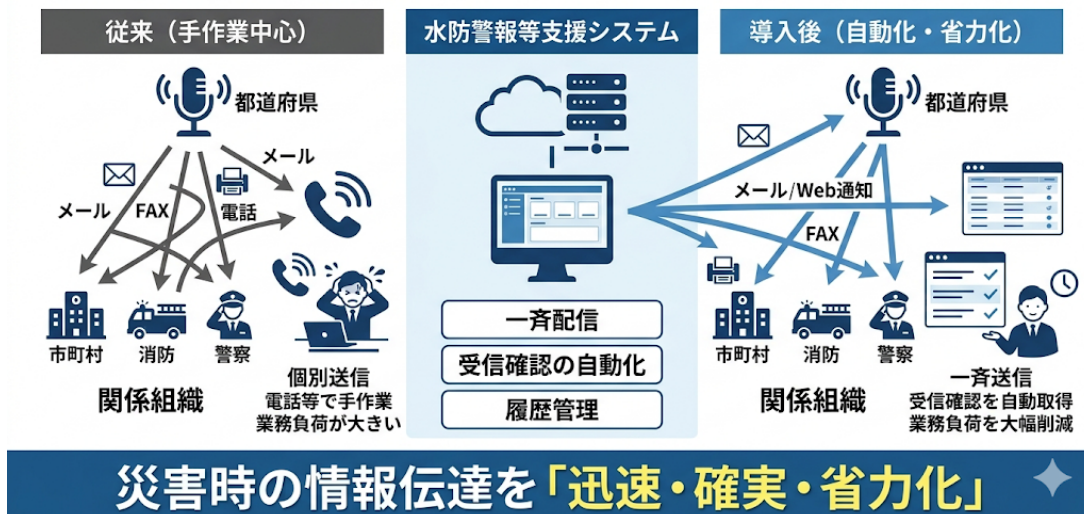 従来（手作業中心）
都道府県
メール
メール
FAX
電話
市町村
消防
警察
関係組織
個別送信
電話等で手作業
業務負荷が大きい
水防警報等支援システム
一斉配信
受信確認の自動化
履歴管理
導入後（自動化・省力化）
都道府県
メール/Web通知
FAX
市町村
消防
警察
関係組織
一斉送信
受信確認を自動取得
業務負荷を大幅削減
災害時の情報伝達を「迅速・確実・省力化」